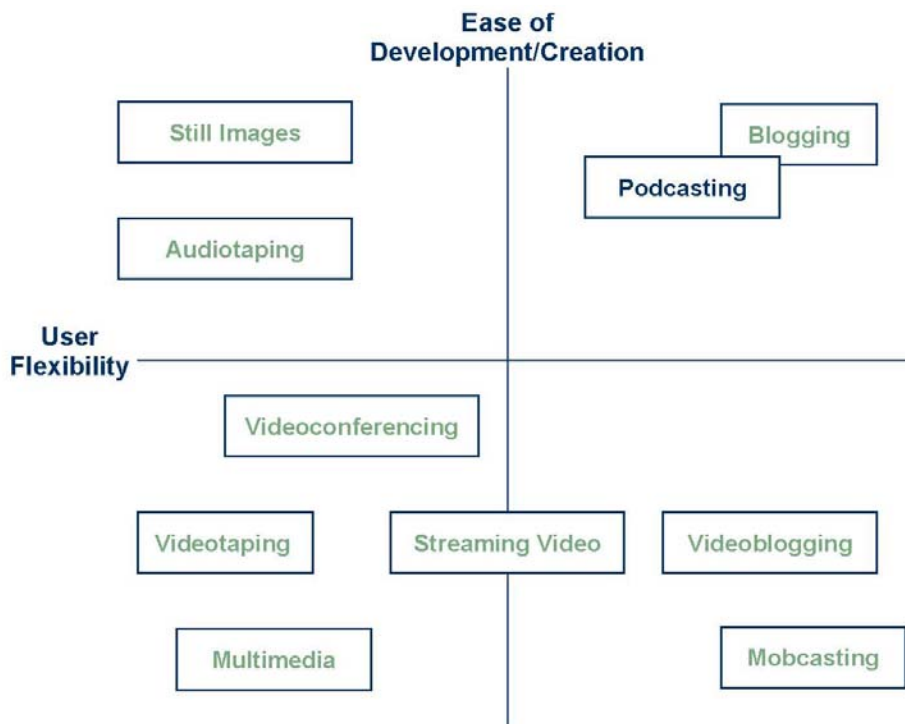 Ease of
Development/Creation
Still Images
Blogging
Podcasting
Audiotaping
User
Flexibility
Videoconferencing
Videotaping
Streaming Video
Videoblogging
Multimedia
Mobcasting